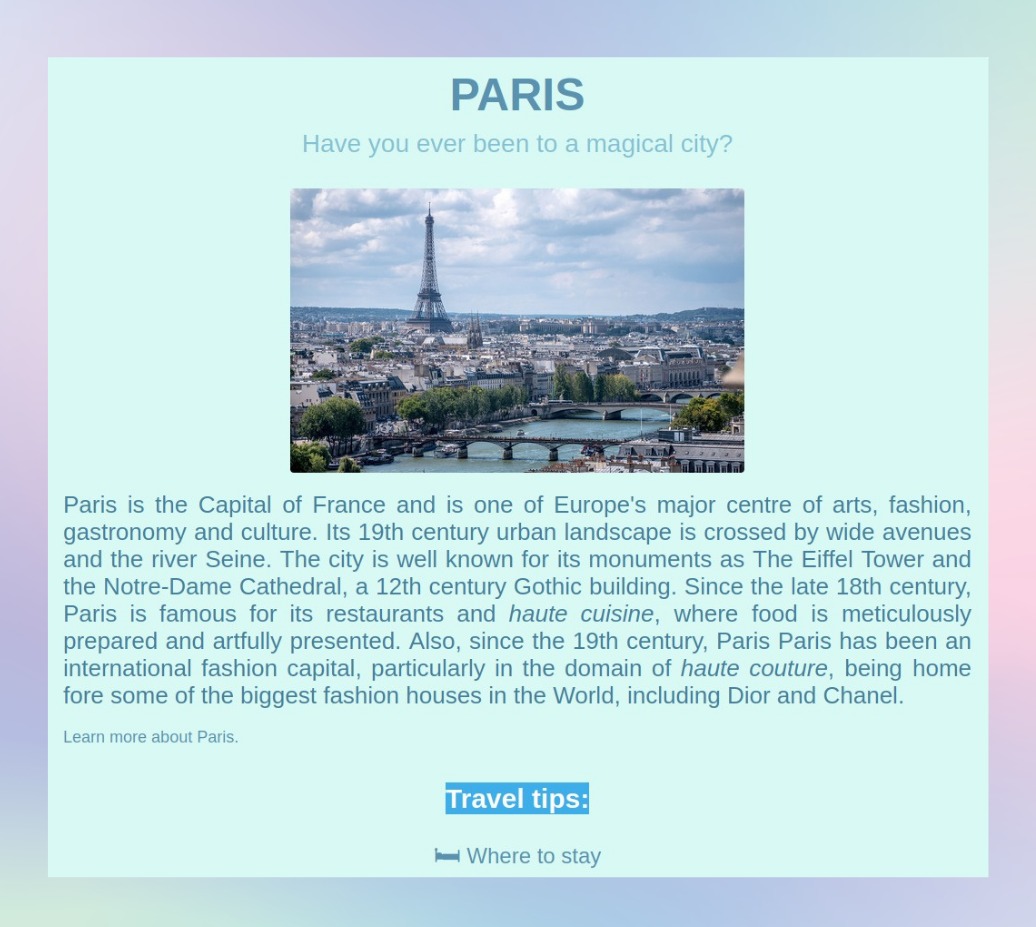 PARIS
Have you ever been to a magical city?
Paris is the Capital of France and is one of Europe's major centre of arts, fashion,
gastronomy and culture. Its 19th century urban landscape is crossed by wide avenues
and the river Seine. The city is well known for its monuments as The Eiffel Tower and
the Notre-Dame Cathedral, a 12th century Gothic building. Since the late 18th century,
Paris is famous for its restaurants and haute cuisine, where food is meticulously
prepared and artfully presented. Also, since the 19th century, Paris Paris has been an
international fashion capital, particularly in the domain of haute couture, being home
fore some of the biggest fashion houses in the World, including Dior and Chanel.
Learn more about Paris.
Travel tips:
Where to stay